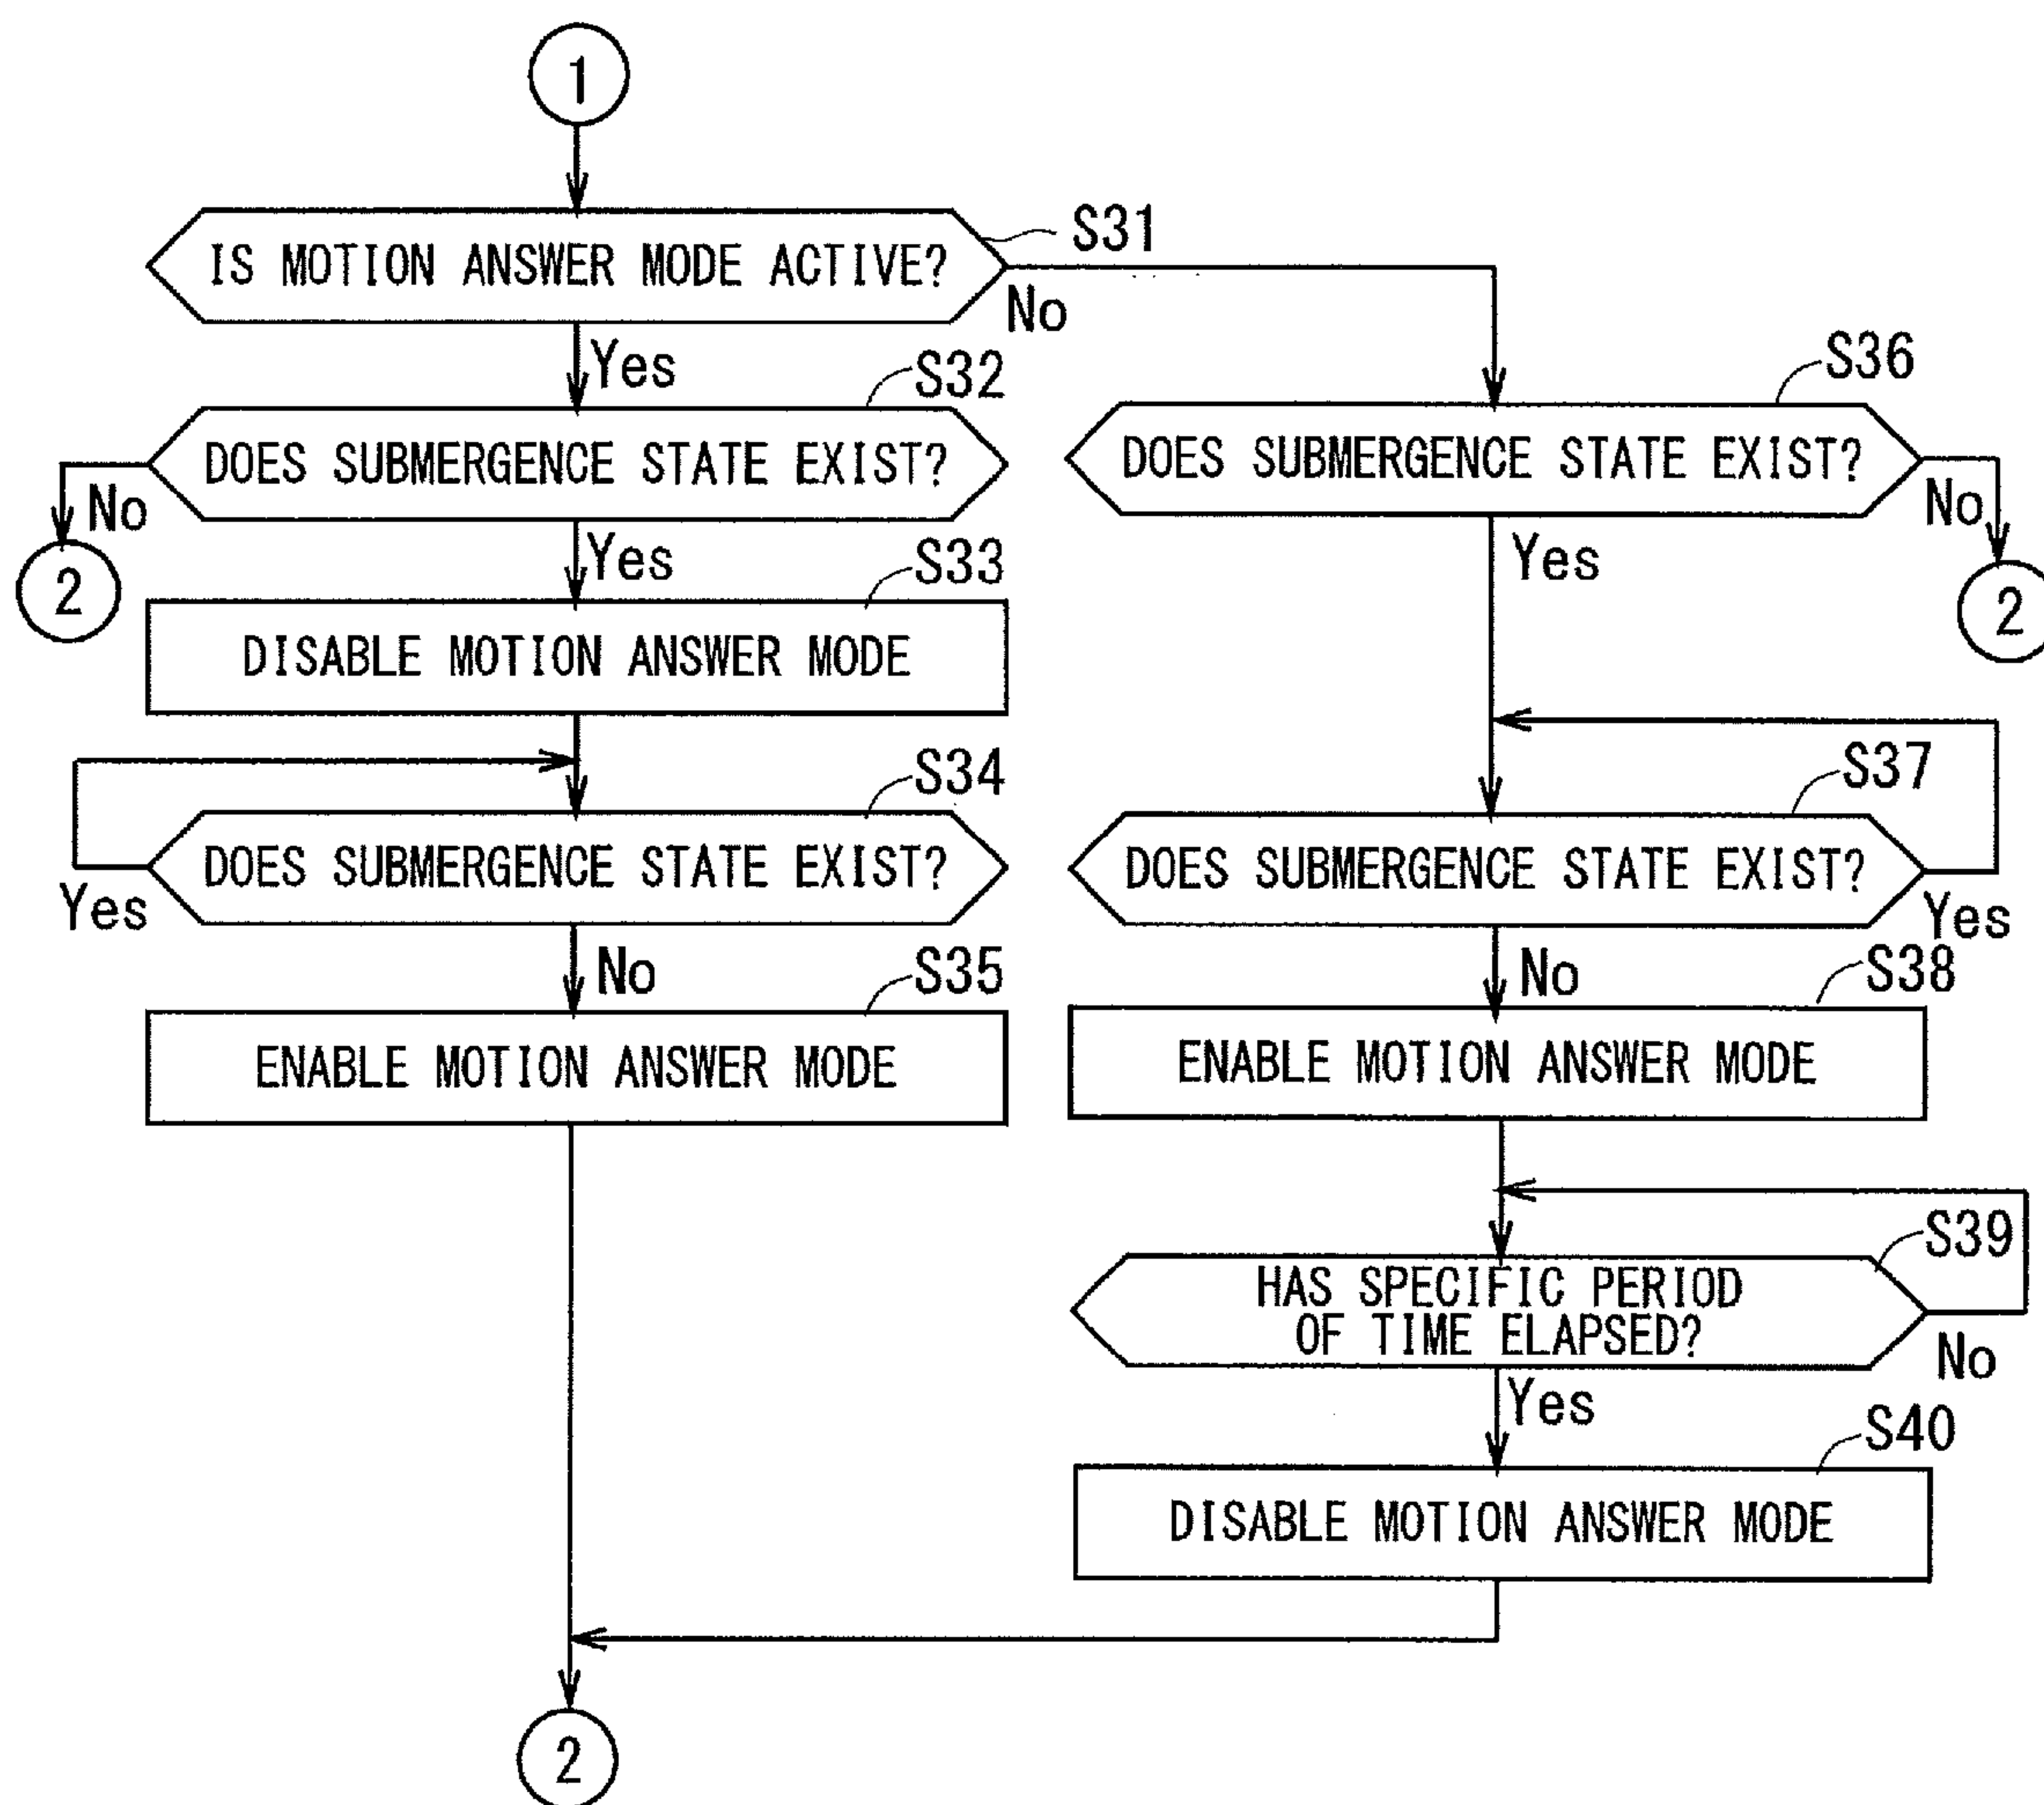 1
S31
IS MOTION ANSWER MODE ACTIVE?
No
Yes
S32
DOES SUBMERGENCE STATE EXIST?
No
2
Yes
S33
DISABLE MOTION ANSWER MODE
S34
DOES SUBMERGENCE STATE EXIST?
Yes
No
S35
ENABLE MOTION ANSWER MODE
S36
DOES SUBMERGENCE STATE EXIST?
No
2
Yes
S37
DOES SUBMERGENCE STATE EXIST?
Yes
No
S38
ENABLE MOTION ANSWER MODE
S39
HAS SPECIFIC PERIOD
OF TIME ELAPSED?
No
Yes
S40
DISABLE MOTION ANSWER MODE
2